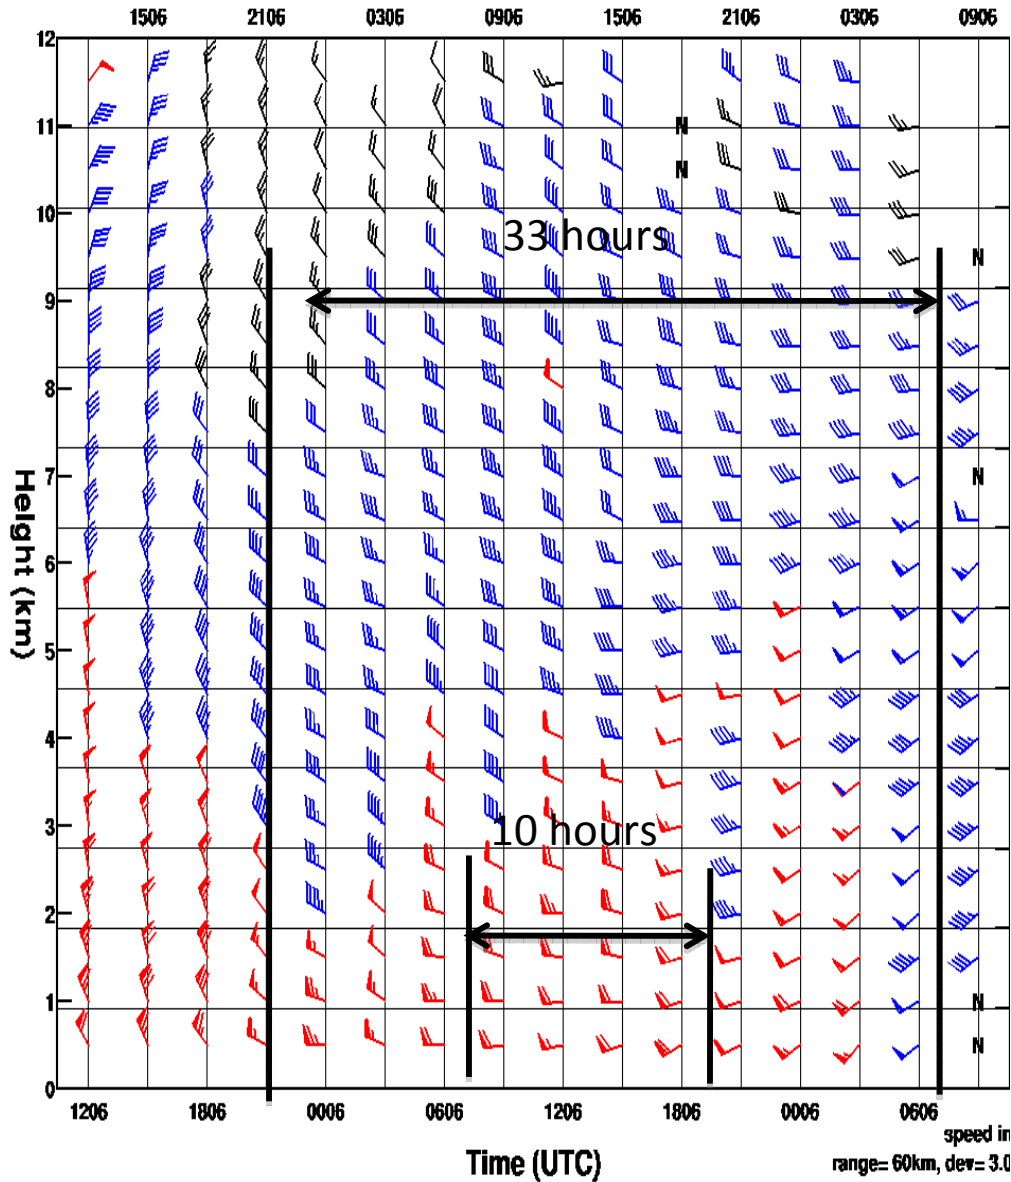 1506 2106 0306 0906 1506 2106 0306 0906
12
11 N N
10
33 hours
N
9
8
7 N
Height (km)
6
5
4
3
10 hours
2
1 N
N
0
1206 1806 0006 0606 1206 1806 0006 0606
speed in
Time (UTC)
range= 60km, dev= 3.0